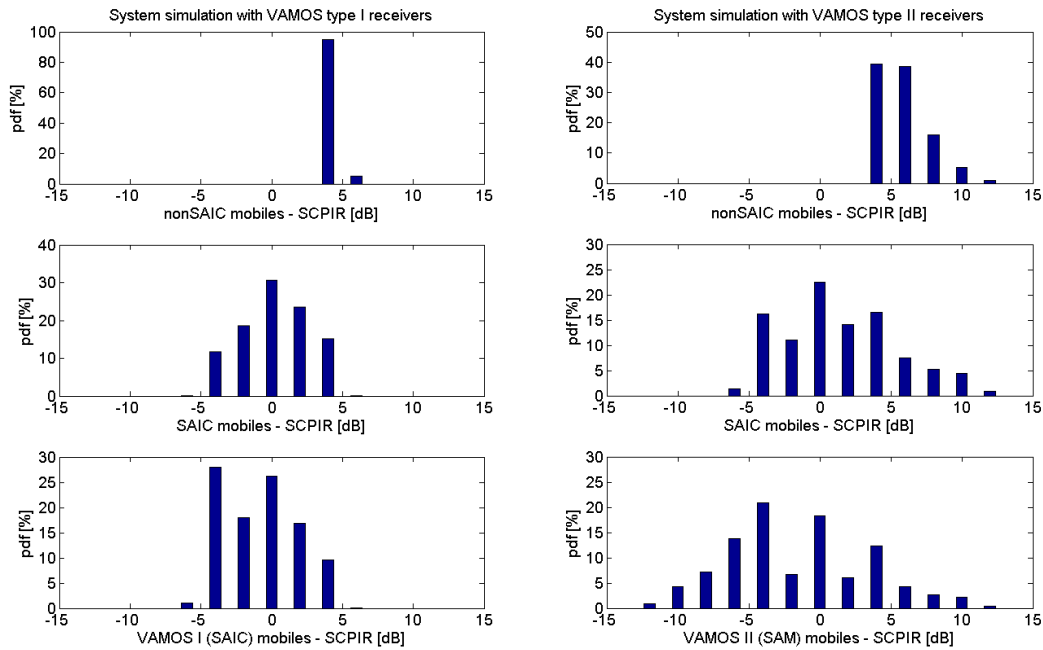 System simulation with VAMOS type I receivers
100
80
60
40
20
0
pdf [%]
-15 -10 -5 0 5 10 15
nonSAIC mobiles - SCPIR [dB]
System simulation with VAMOS type II receivers
50
40
30
20
10
0
pdf [%]
-15 -10 -5 0 5 10 15
nonSAIC mobiles - SCPIR [dB]
40
30
20
10
0
pdf [%]
-15 -10 -5 0 5 10 15
SAIC mobiles - SCPIR [dB]
30
25
20
15
10
5
0
pdf [%]
-15 -10 -5 0 5 10 15
SAIC mobiles - SCPIR [dB]
30
25
20
15
10
5
0
pdf [%]
-15 -10 -5 0 5 10 15
VAMOS I (SAIC) mobiles - SCPIR [dB]
30
25
20
15
10
5
0
pdf [%]
-15 -10 -5 0 5 10 15
VAMOS II (SAM) mobiles - SCPIR [dB]